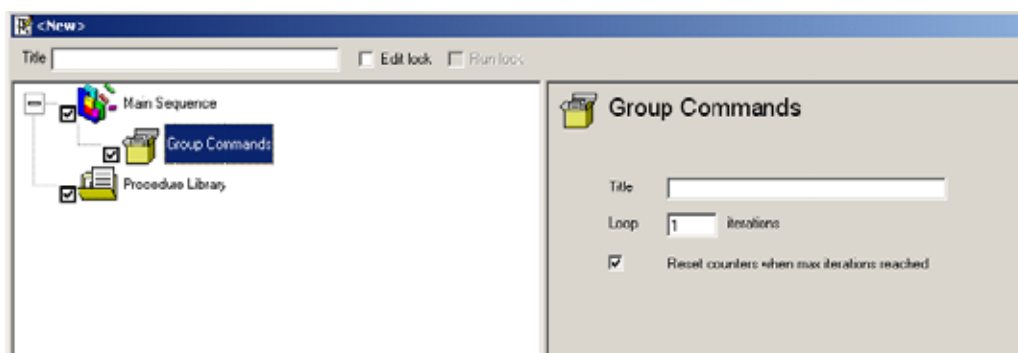 <New>
Title Edit lock Run lock
Main Sequence
Group Commands
Procedure Library
Group Commands
Title
Loop 1 iterations
Reset counters when max iterations reached